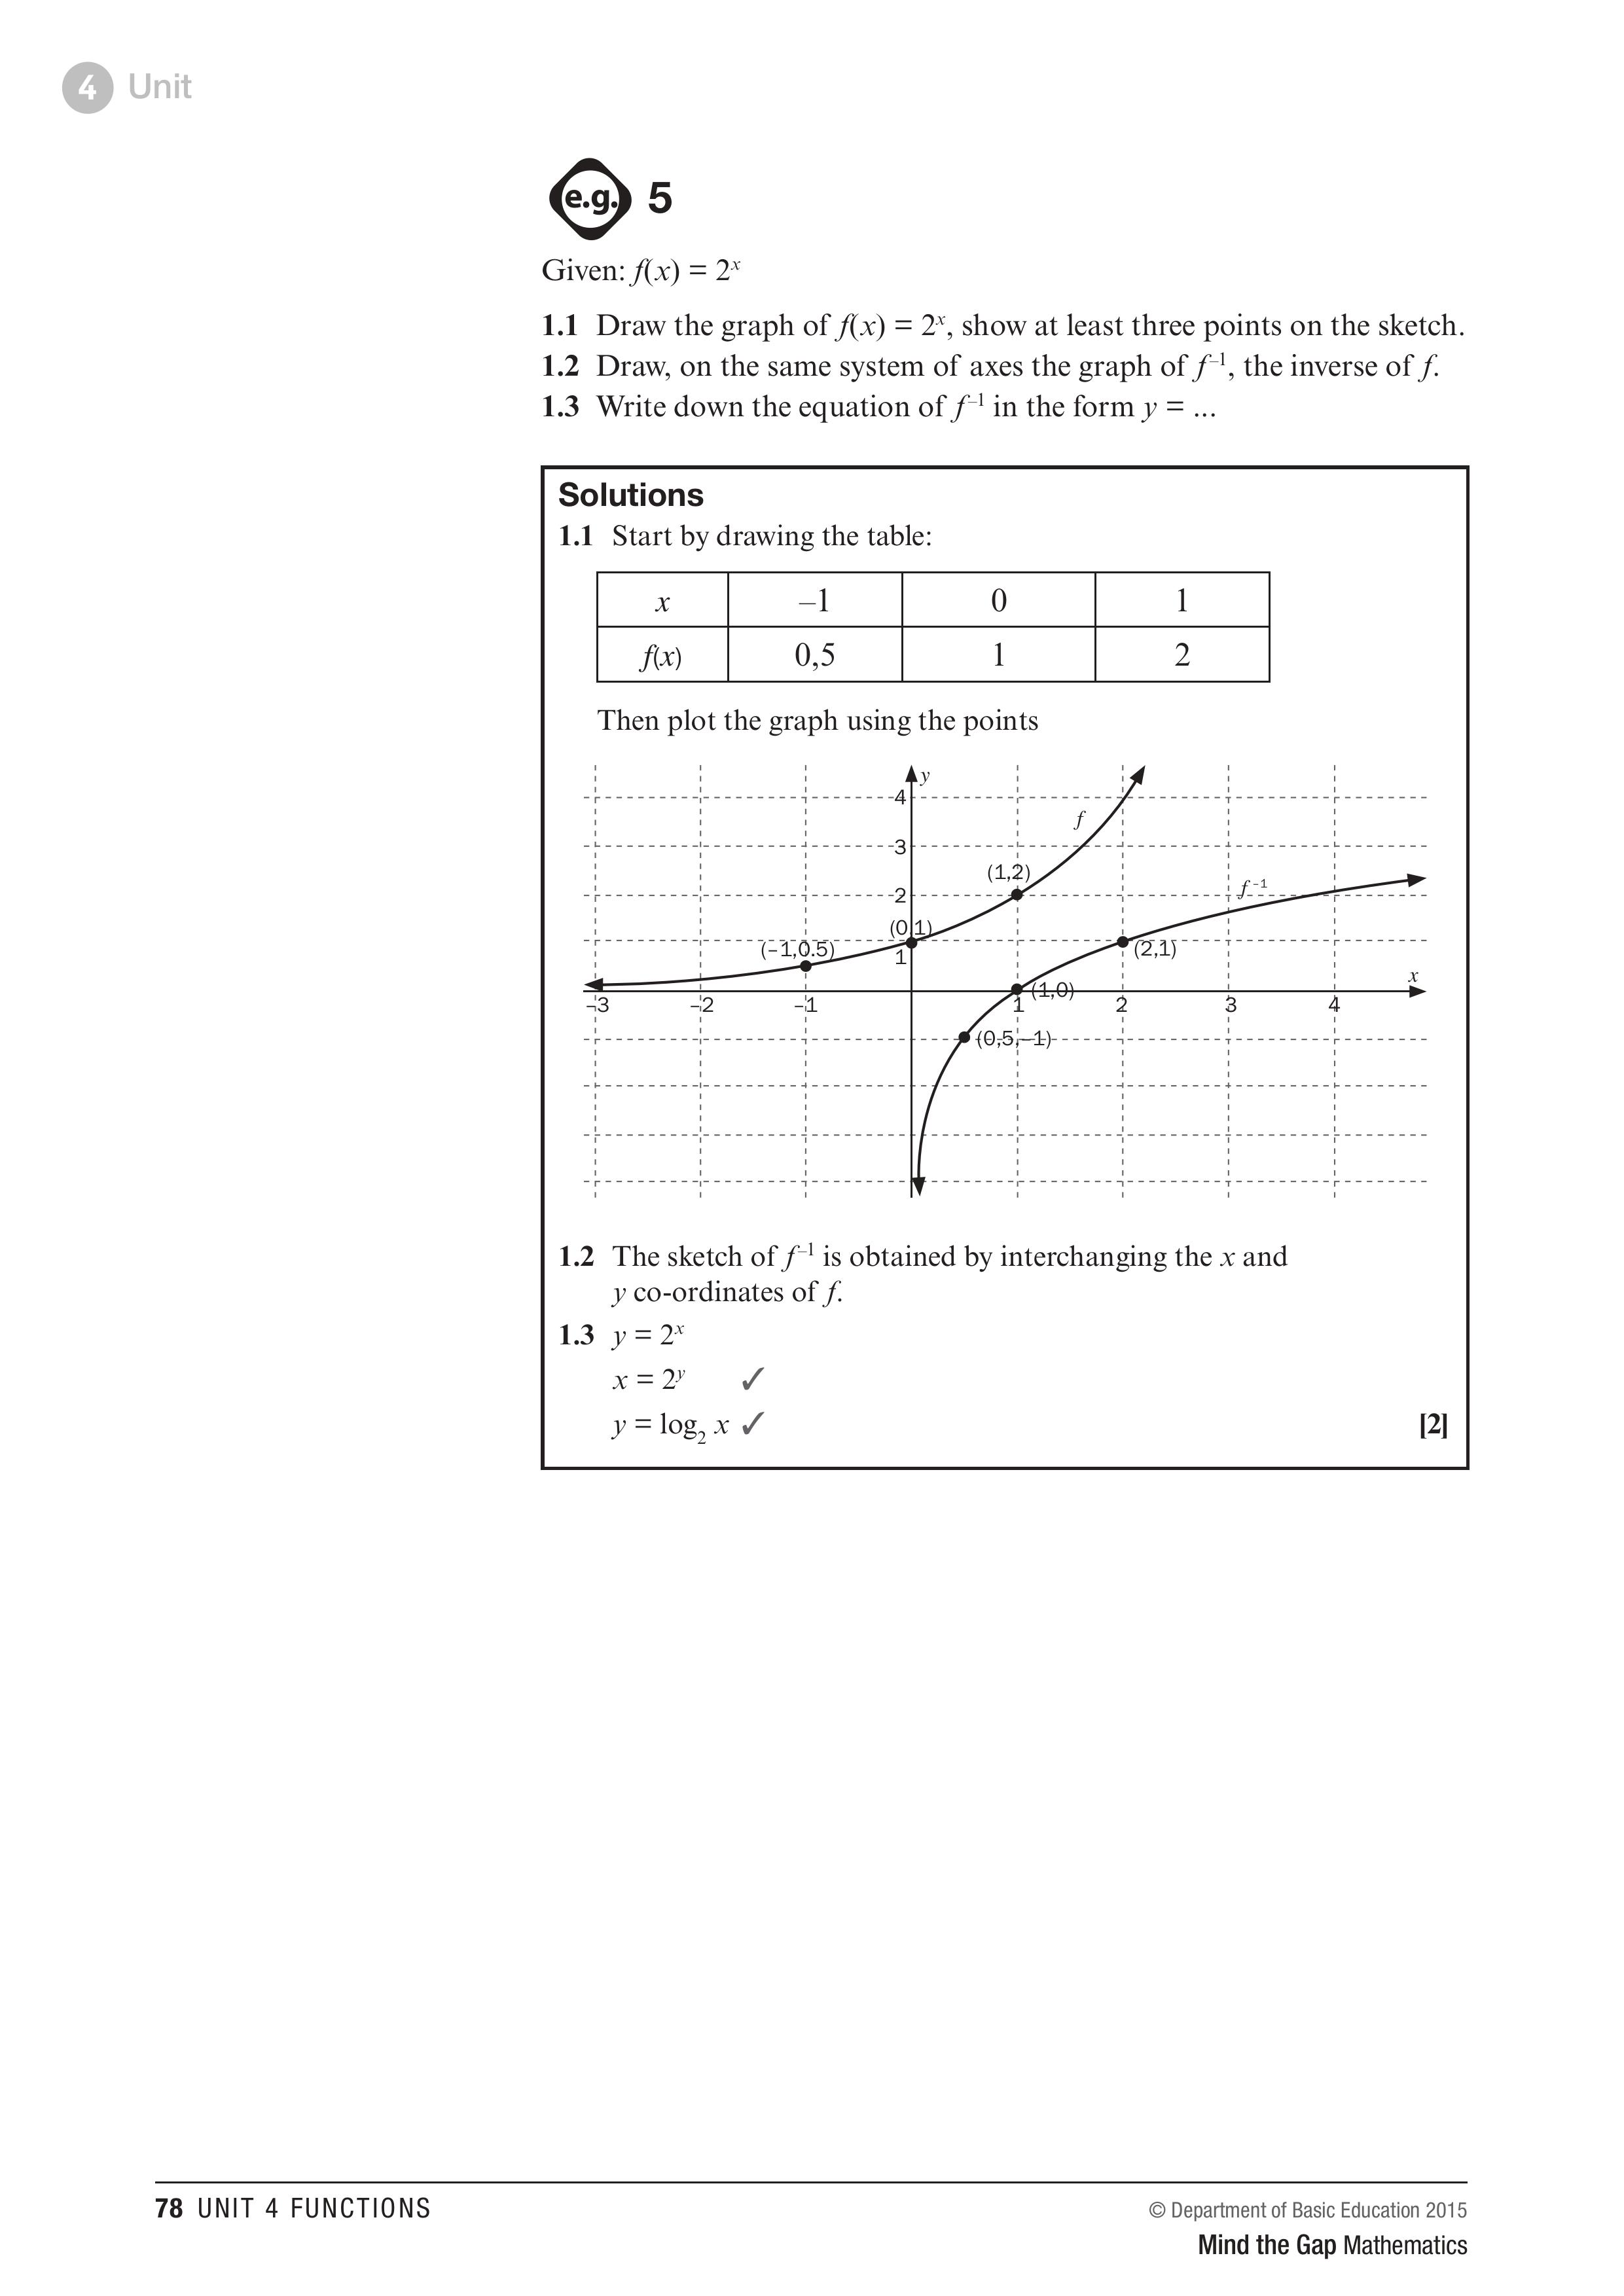 4 Unit
e.g. 5
Given: f(x) = 2ˣ
1.1 Draw the graph of f(x) = 2ˣ, show at least three points on the sketch.
1.2 Draw, on the same system of axes the graph of f⁻¹, the inverse of f.
1.3 Write down the equation of f⁻¹ in the form y = ...
Solutions
1.1 Start by drawing the table:
x –1 0 1
f(x) 0,5 1 2
Then plot the graph using the points
y
4
f
3
(1,2)
f⁻¹
2
(0,1)
(–1,0.5)
1
(2,1)
x
(1,0)
–3 –2 –1 1 2 3 4
(0,5,–1)
1.2 The sketch of f⁻¹ is obtained by interchanging the x and
y co-ordinates of f.
1.3 y = 2ˣ
x = 2ʸ ✓
y = log₂ x ✓ [2]
78 UNIT 4 FUNCTIONS
© Department of Basic Education 2015
Mind the Gap Mathematics